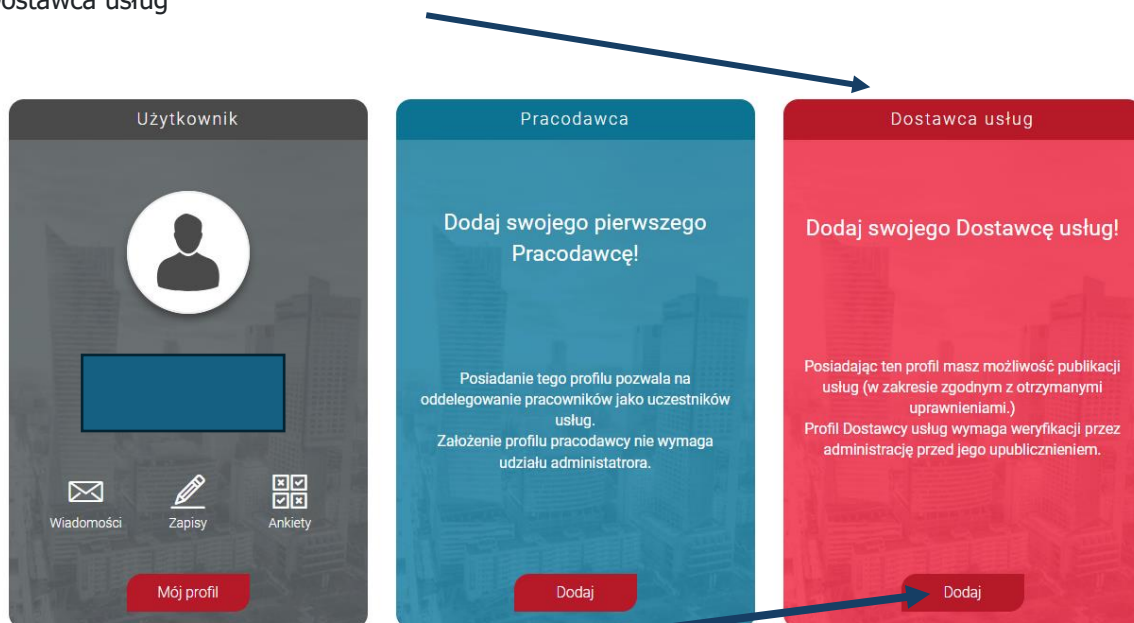 Dostawca usług
Użytkownik
Wiadomości
Zapisy
Ankiety
Mój profil
Pracodawca
Dodaj swojego pierwszego
Pracodawcę!
Posiadanie tego profilu pozwala na
oddelegowanie pracowników jako uczestników
usług.
Założenie profilu pracodawcy nie wymaga
udziału administatrora.
Dodaj
Dostawca usług
Dodaj swojego Dostawcę usług!
Posiadając ten profil masz możliwość publikacji
usług (w zakresie zgodnym z otrzymanymi
uprawnieniami.)
Profil Dostawcy usług wymaga weryfikacji przez
administrację przed jego upublicznieniem.
Dodaj